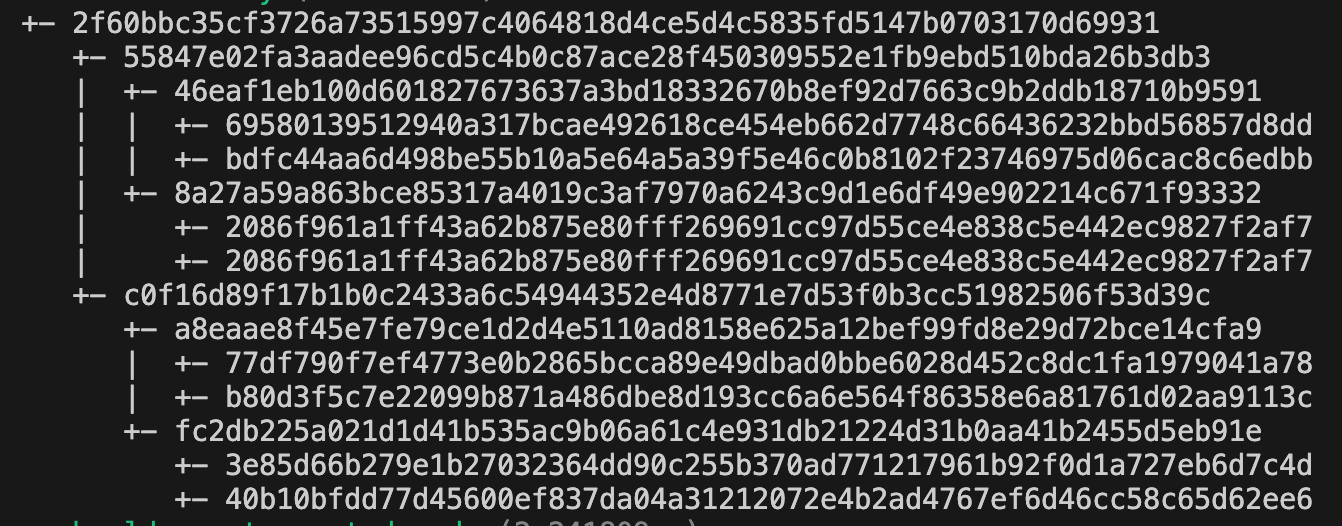 +— 2f60bbc35cf3726a73515997c4064818d4ce5d4c5835fd5147b0703170d69931
+— 55847e02fa3aadee96cd5c4b0c87ace28f450309552e1fb9ebd510bda26b3db3
| +— 46eaf1eb100d601827673637a3bd18332670b8ef92d7663c9b2ddb18710b9591
| | +— 69580139512940a317bcae492618ce454eb662d7748c66436232bbd56857d8dd
| | +— bdfc44aa6d498be55b10a5e64a5a39f5e46c0b8102f23746975d06cac8c6edbb
| +— 8a27a59a863bce85317a4019c3af7970a6243c9d1e6df49e902214c671f93332
| +— 2086f961a1ff43a62b875e80fff269691cc97d55ce4e838c5e442ec9827f2af7
| +— 2086f961a1ff43a62b875e80fff269691cc97d55ce4e838c5e442ec9827f2af7
+— c0f16d89f17b1b0c2433a6c54944352e4d8771e7d53f0b3cc51982506f53d39c
+— a8eaae8f45e7fe79ce1d2d4e5110ad8158e625a12bef99fd8e29d72bce14cfa9
| +— 77df790f7ef4773e0b2865bcca89e49dbad0bbe6028d452c8dc1fa1979041a78
| +— b80d3f5c7e22099b871a486dbe8d193cc6a6e564f86358e6a81761d02aa9113c
+— fc2db225a021d1d41b535ac9b06a61c4e931db21224d31b0aa41b2455d5eb91e
+— 3e85d66b279e1b27032364dd90c255b370ad771217961b92f0d1a727eb6d7c4d
+— 40b10bfdd77d45600ef837da04a31212072e4b2ad4767ef6d46cc58c65d62ee6